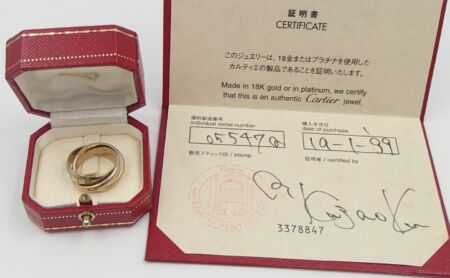 証明書
CERTIFICATE
このジュエリーは、18金またはプラチナを使用した
カルティエの製品であることを証明いたします。
Made in 18K gold or in platinum, we certify
that this is an authentic Cartier jewel.
個別製造番号
individual serial number
購入年月日
date of purchase
05547Q
19-1-99
販売ブティック印 / stamp
証明者 / certified by
3378847